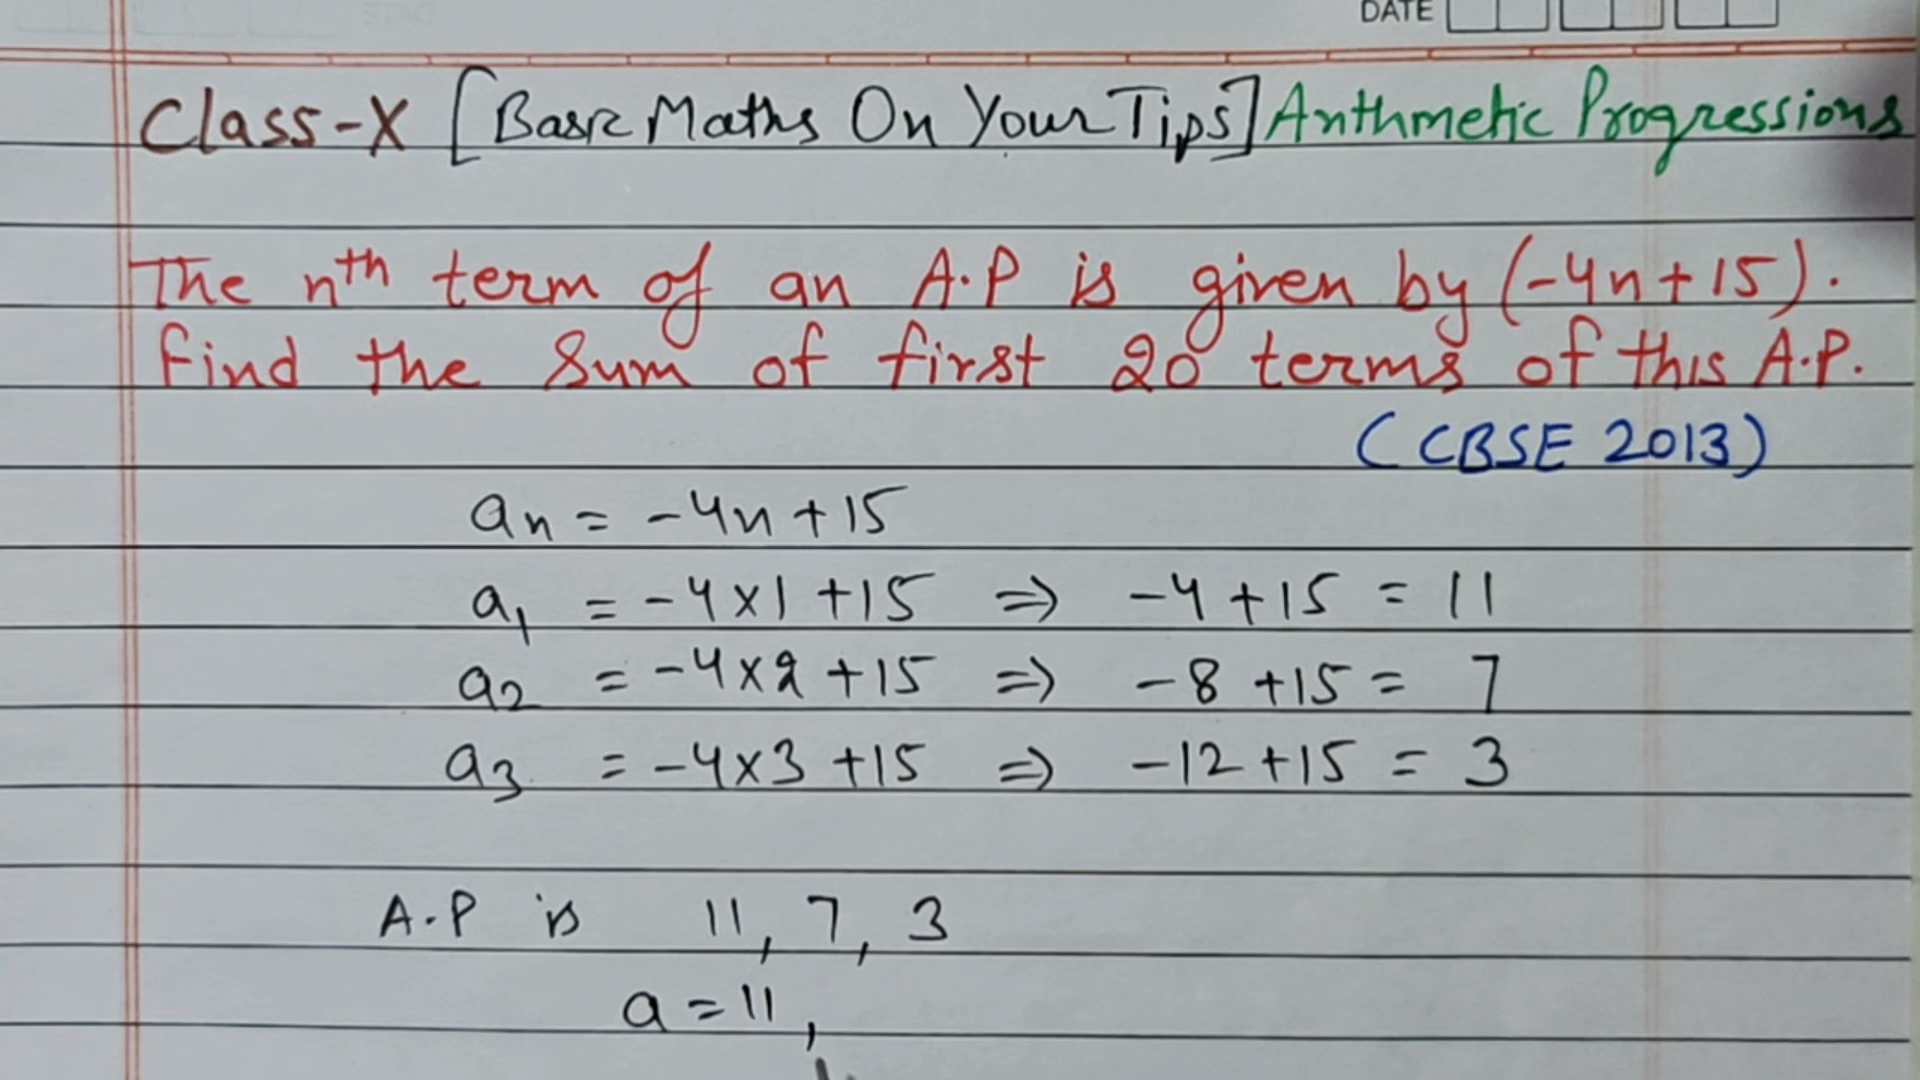 DATE
Class-X [Basic Maths On Your Tips] Arithmetic Progressions
The nth term of an A.P is given by (-4n+15).
Find the Sum of first 20 terms of this A.P.
(CBSE 2013)
an = -4n+15
a1 = -4×1+15 ⇒ -4+15 = 11
a2 = -4×2+15 ⇒ -8+15 = 7
a3 = -4×3+15 ⇒ -12+15 = 3
A.P is 11, 7, 3
a = 11,